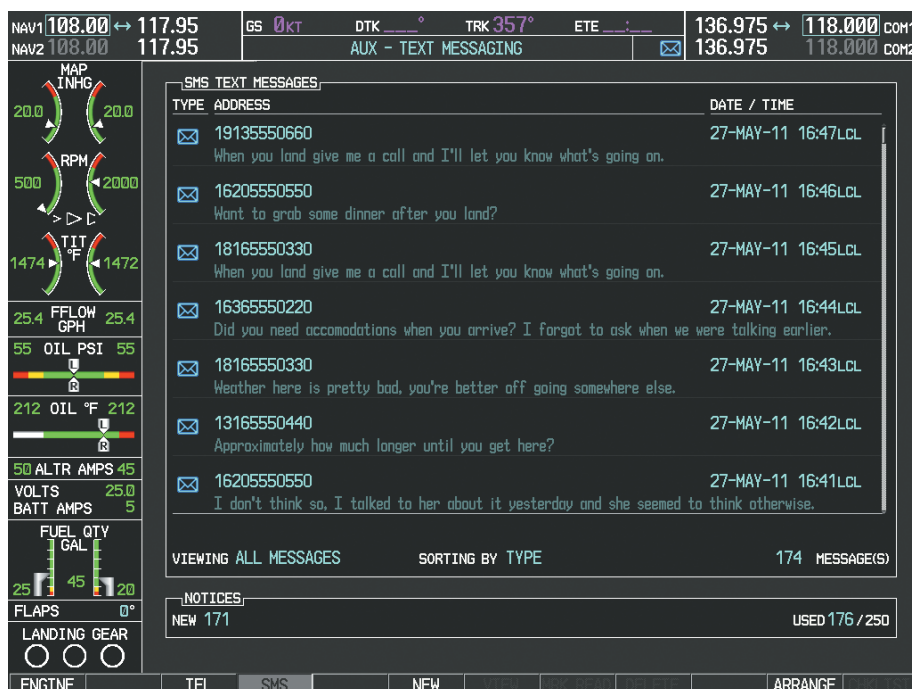 NAV1 108.00 ↔ 117.95 GS 0KT DTK ___° TRK 357° ETE __:__ 136.975 ↔ 118.000 COM1
NAV2 108.00 117.95 AUX - TEXT MESSAGING 136.975 118.000 COM2
MAP
INHG
20.0 20.0
RPM
500 2000
TIT
°F
1474 1472
FFLOW
25.4 GPH 25.4
55 OIL PSI 55
L
R
212 OIL °F 212
L
R
50 ALTR AMPS 45
VOLTS 25.0
BATT AMPS 5
FUEL QTY
GAL
45
25 20
FLAPS 0°
LANDING GEAR
SMS TEXT MESSAGES
TYPE ADDRESS DATE / TIME
19135550660 27-MAY-11 16:47LCL
When you land give me a call and I'll let you know what's going on.
16205550550 27-MAY-11 16:46LCL
Want to grab some dinner after you land?
18165550330 27-MAY-11 16:45LCL
When you land give me a call and I'll let you know what's going on.
16365550220 27-MAY-11 16:44LCL
Did you need accomodations when you arrive? I forgot to ask when we were talking earlier.
18165550330 27-MAY-11 16:43LCL
Weather here is pretty bad, you're better off going somewhere else.
13165550440 27-MAY-11 16:42LCL
Approximately how much longer until you get here?
16205550550 27-MAY-11 16:41LCL
I don't think so, I talked to her about it yesterday and she seemed to think otherwise.
VIEWING ALL MESSAGES SORTING BY TYPE 174 MESSAGE(S)
NOTICES
NEW 171 USED 176 / 250
ENGINE TEL SMS NEW VIEW MRK READ DELETE ARRANGE CHKLIST